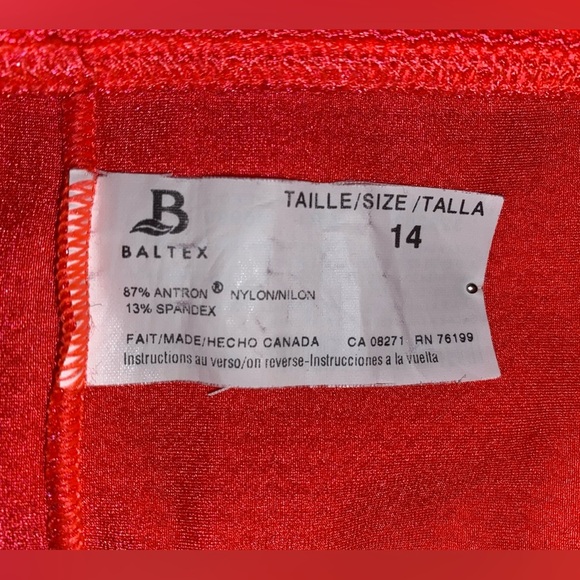 B
BALTEX
TAILLE/SIZE/TALLA
14
87% ANTRON® NYLON/NILON
13% SPANDEX
FAIT/MADE/HECHO CANADA CA 08271 RN 76199
Instructions au verso/on reverse-Instrucciones a la vuelta